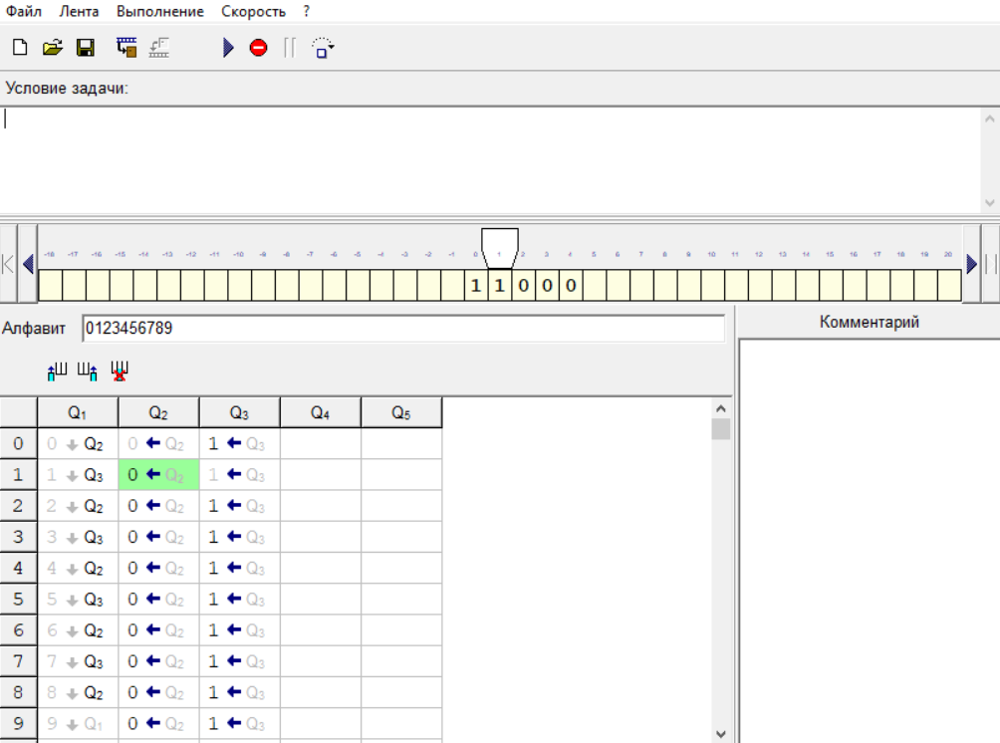 Файл Лента Выполнение Скорость ?
Условие задачи:
-18 -17 -16 -15 -14 -13 -12 -11 -10 -9 -8 -7 -6 -5 -4 -3 -2 -1 0 1 2 3 4 5 6 7 8 9 10 11 12 13 14 15 16 17 18 19 20
1 1 0 0 0
Алфавит 0123456789
Комментарий
Q1 Q2 Q3 Q4 Q5
0 0 Q2 0 Q2 1 Q3
1 1 Q3 0 Q2 1 Q3
2 2 Q2 0 Q2 1 Q3
3 3 Q3 0 Q2 1 Q3
4 4 Q2 0 Q2 1 Q3
5 5 Q3 0 Q2 1 Q3
6 6 Q2 0 Q2 1 Q3
7 7 Q3 0 Q2 1 Q3
8 8 Q2 0 Q2 1 Q3
9 9 Q1 0 Q2 1 Q3